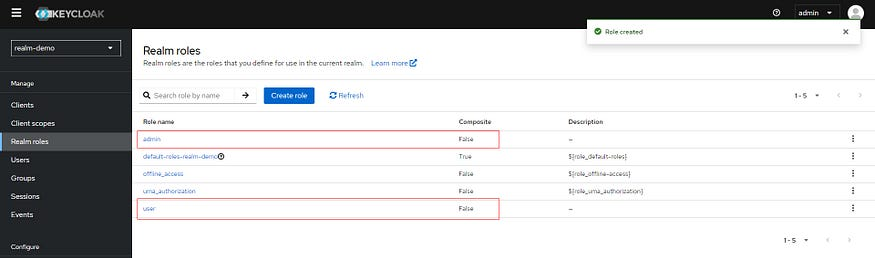 KEYCLOAK
admin
Role created
realm-demo
Manage
Clients
Client scopes
Realm roles
Users
Groups
Sessions
Events
Configure
Realm roles
Realm roles are the roles that you define for use in the current realm. Learn more
Search role by name
Create role
Refresh
1 - 5
Role name Composite Description
admin False –
default-roles-realm-demo True ${role_default-roles}
offline_access False ${role_offline-access}
uma_authorization False ${role_uma_authorization}
user False –
1 - 5